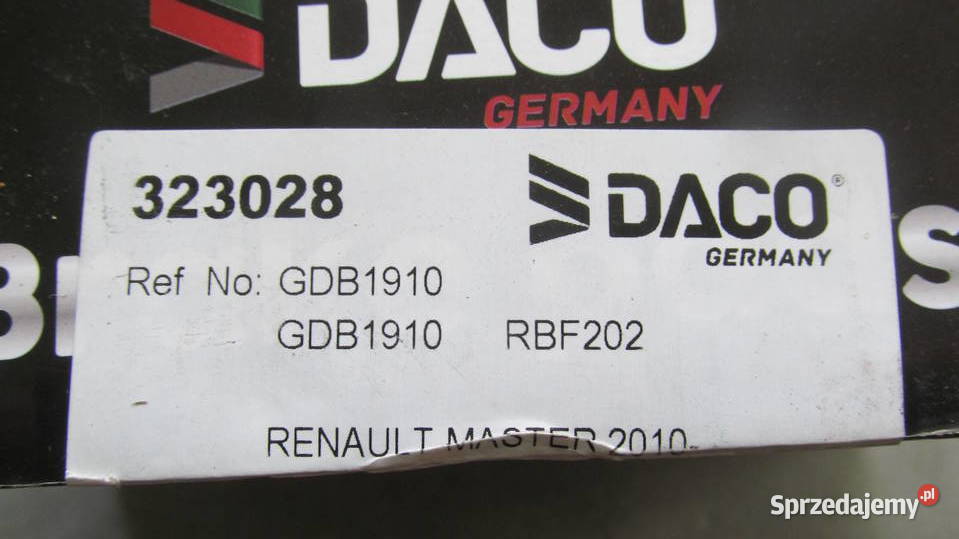 DACO
GERMANY
323028
DACO®
GERMANY
Ref No: GDB1910
GDB1910 RBF202
RENAULT MASTER 2010-
Sprzedajemy.pl